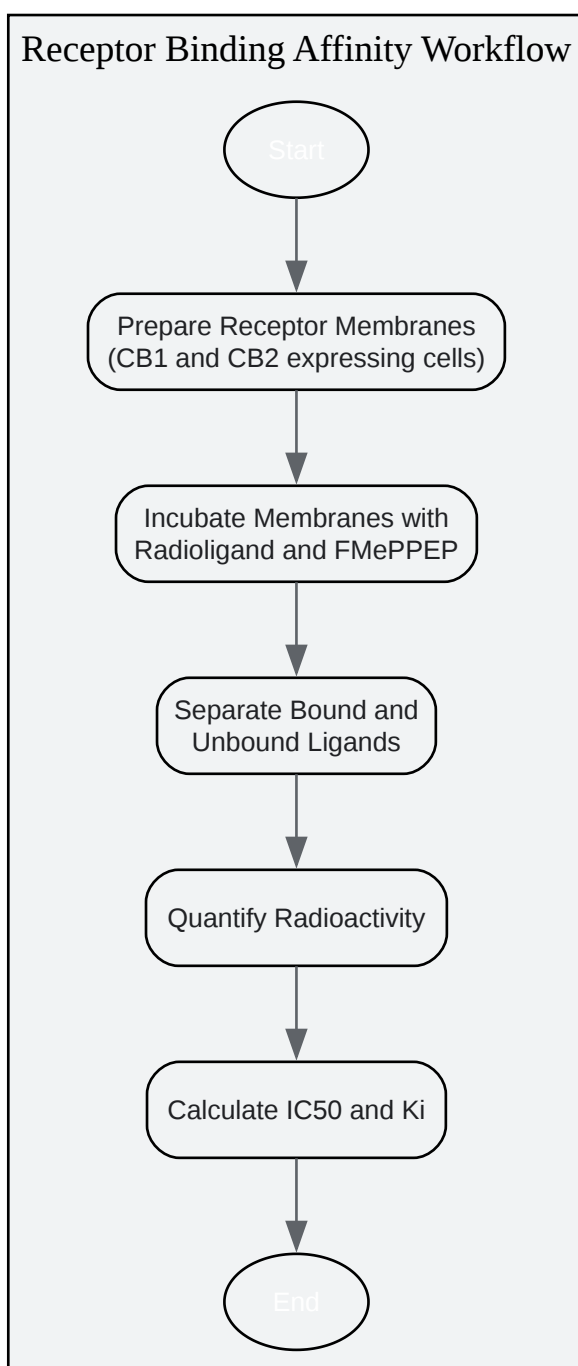 Receptor Binding Affinity Workflow
Start
Prepare Receptor Membranes
(CB1 and CB2 expressing cells)
Incubate Membranes with
Radioligand and FMePPEP
Separate Bound and
Unbound Ligands
Quantify Radioactivity
Calculate IC50 and Ki
End